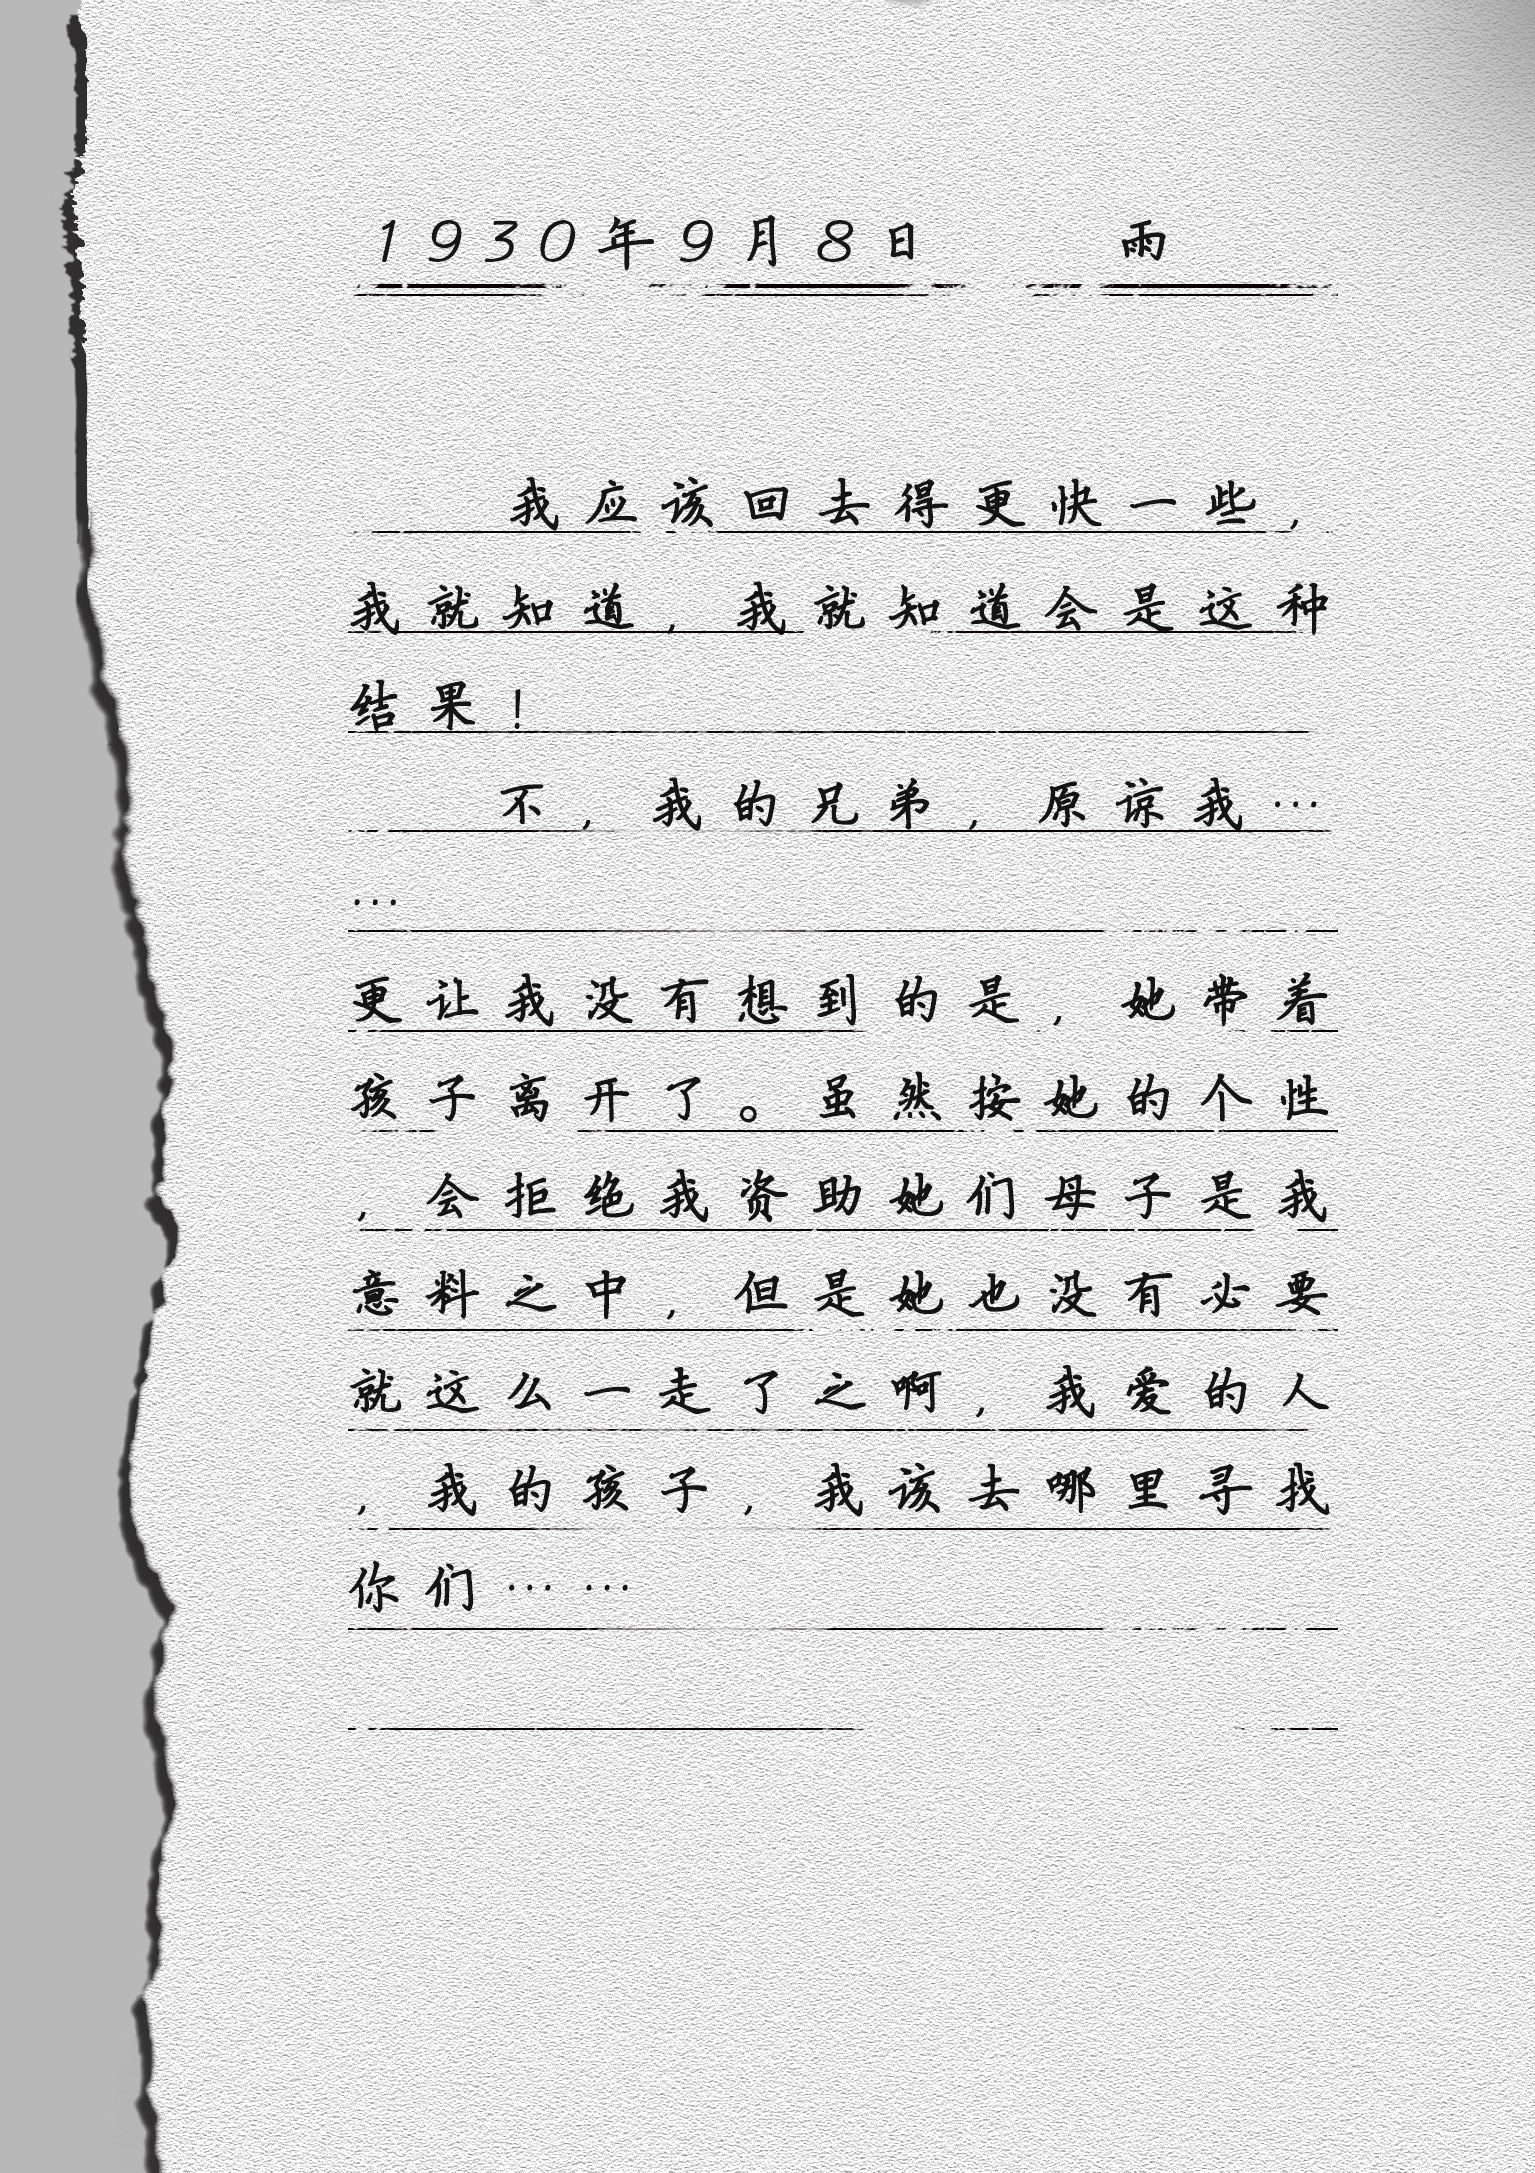 1930年9月8日 雨
我应该回去得更快一些,
我就知道,我就知道会是这种
结果!
不,我的兄弟,原谅我…
…
更让我没有想到的是,她带着
孩子离开了。虽然按她的个性
,会拒绝我资助她们母子是我
意料之中,但是她也没有必要
就这么一走了之啊,我爱的人
,我的孩子,我该去哪里寻找
你们……